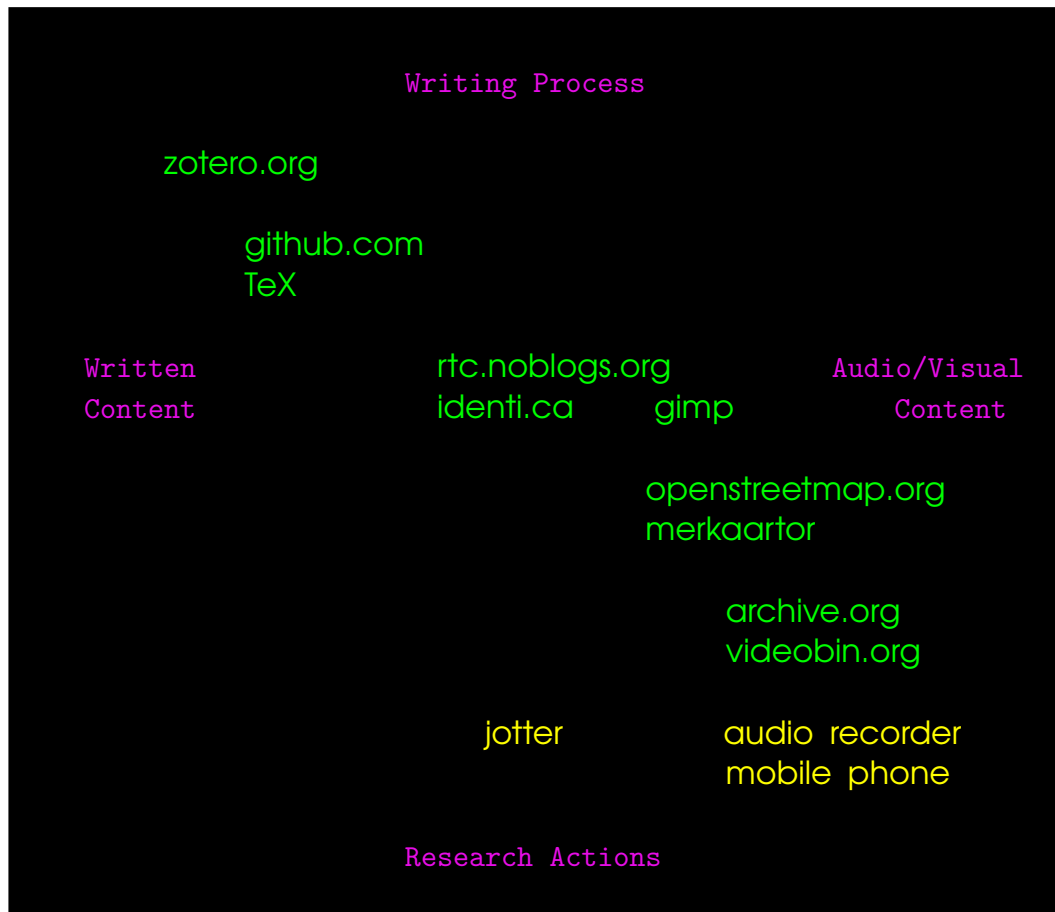 Writing Process
zotero.org
github.com
TeX
Written rtc.noblogs.org Audio/Visual
Content identi.ca gimp Content
openstreetmap.org
merkaartor
archive.org
videobin.org
jotter audio recorder
mobile phone
Research Actions